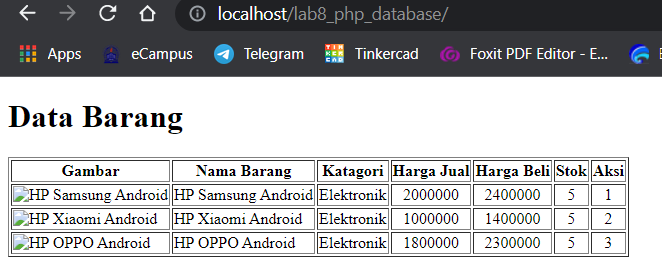 localhost/lab8_php_database/
Apps eCampus Telegram Tinkercad Foxit PDF Editor - E...
Data Barang
Gambar Nama Barang Katagori Harga Jual Harga Beli Stok Aksi
HP Samsung Android HP Samsung Android Elektronik 2000000 2400000 5 1
HP Xiaomi Android HP Xiaomi Android Elektronik 1000000 1400000 5 2
HP OPPO Android HP OPPO Android Elektronik 1800000 2300000 5 3